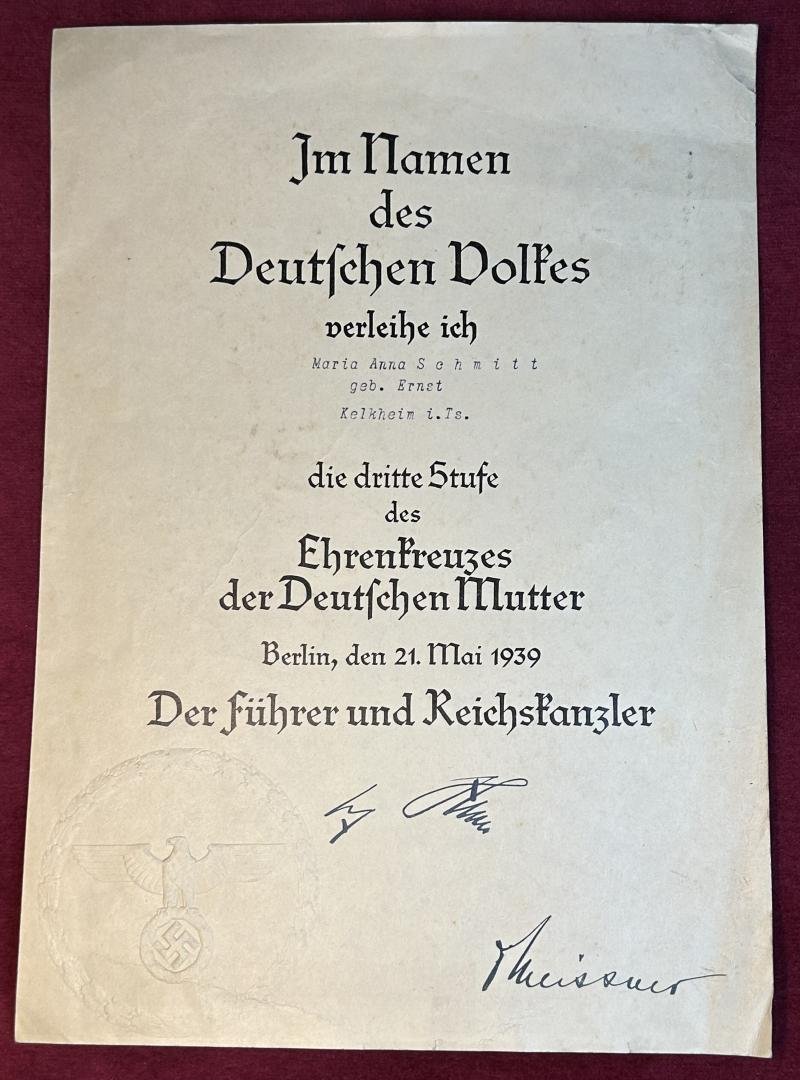 Im Namen
des
Deutſchen Volkes
verleihe ich
Maria Anna S c h m i t t
geb. Ernst
Kelkheim i.Ts.
die dritte Stufe
des
Ehrenkreuzes
der Deutſchen Mutter
Berlin, den 21. Mai 1939
Der Führer und Reichskanzler
Meissner